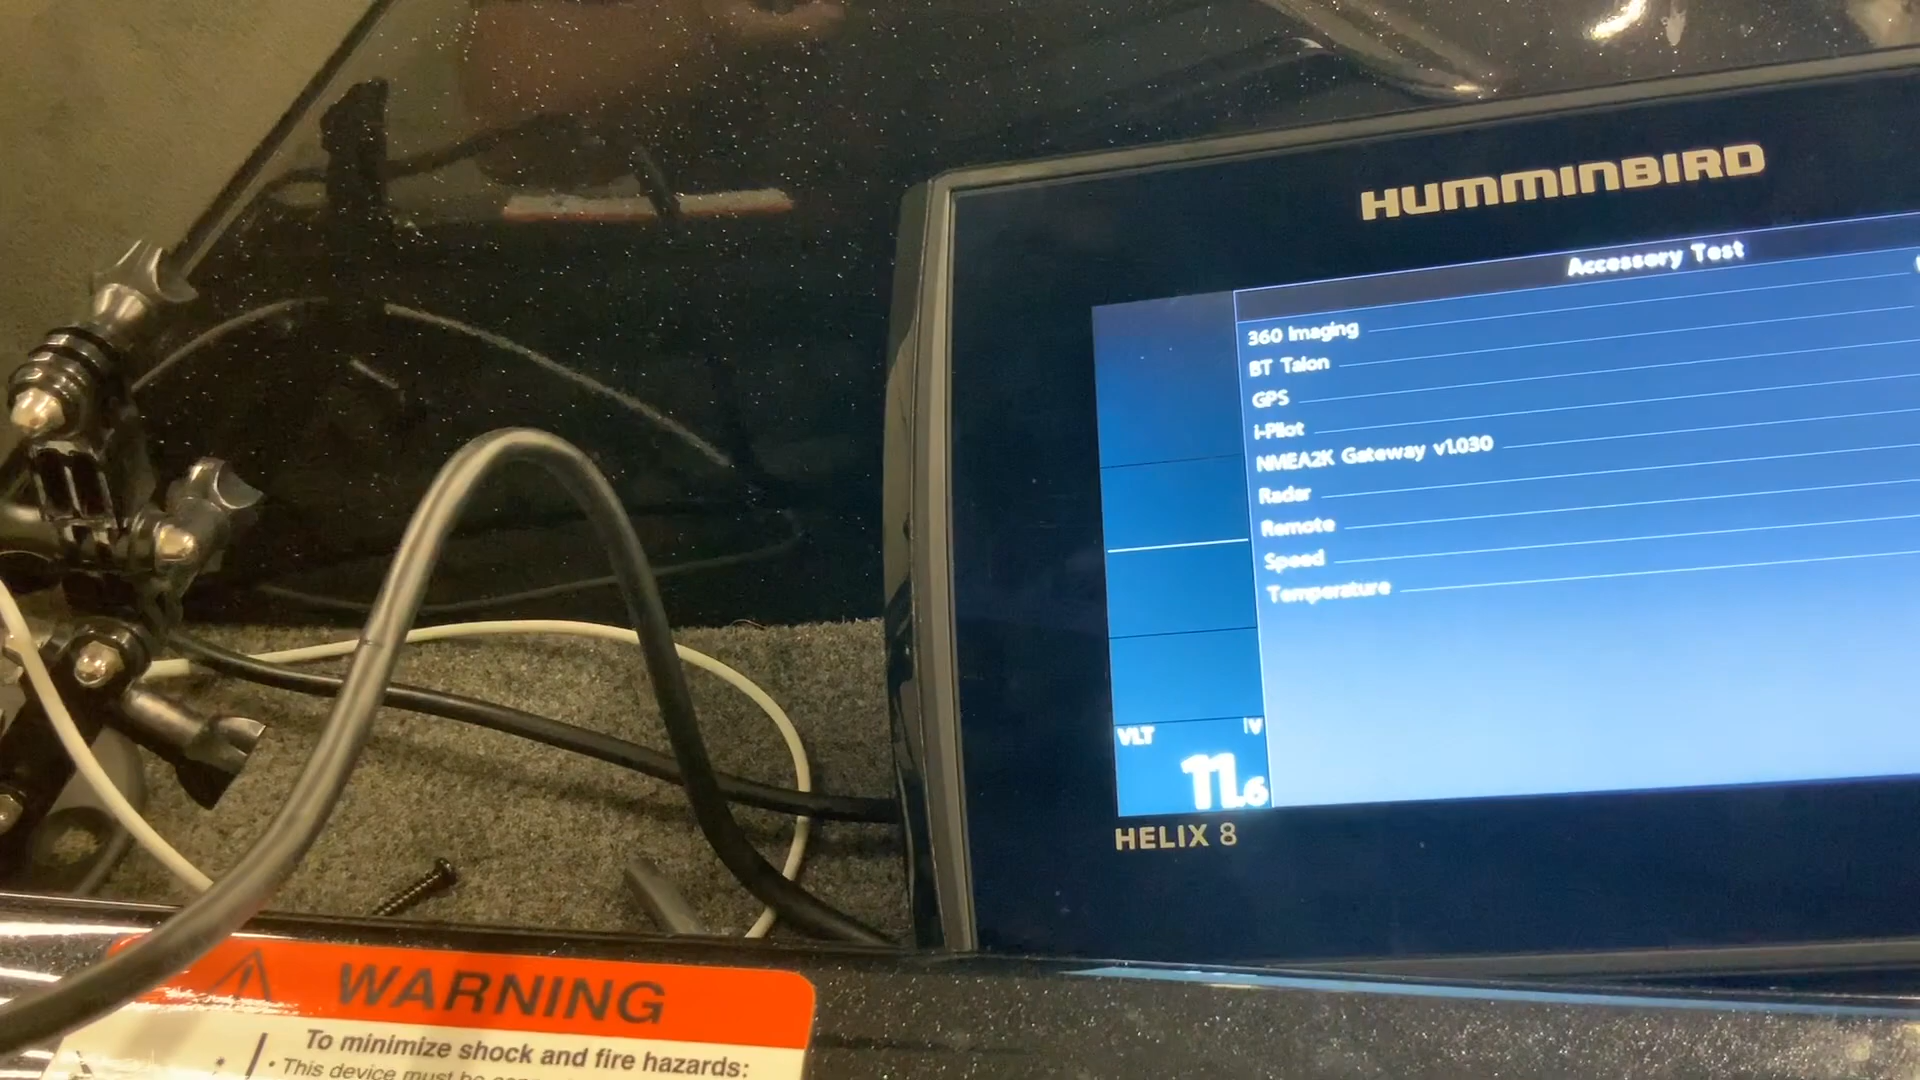 HUMMINBIRD
Accessory Test
360 Imaging
BT Talon
GPS
i-Pilot
NMEA2K Gateway v1.030
Radar
Remote
Speed
Temperature
VLT V
11.6
HELIX 8
WARNING
To minimize shock and fire hazards:
• This device must be